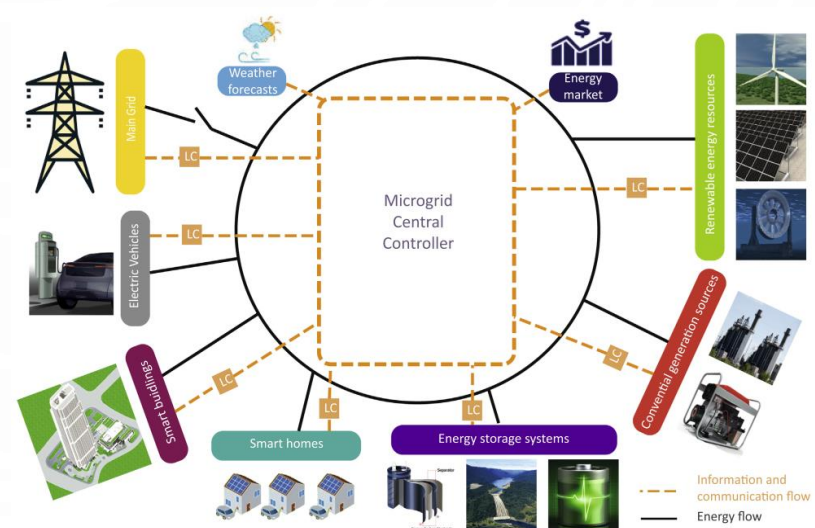 Weather
forecasts
$
Energy
market
Main Grid
LC
Renewable energy resources
LC
Microgrid
Central
Controller
Electric Vehicles
LC
Smart buidlings
LC
Convential generation sources
LC
Smart homes
LC
Energy storage systems
LC
Separator
Information and
communication flow
Energy flow